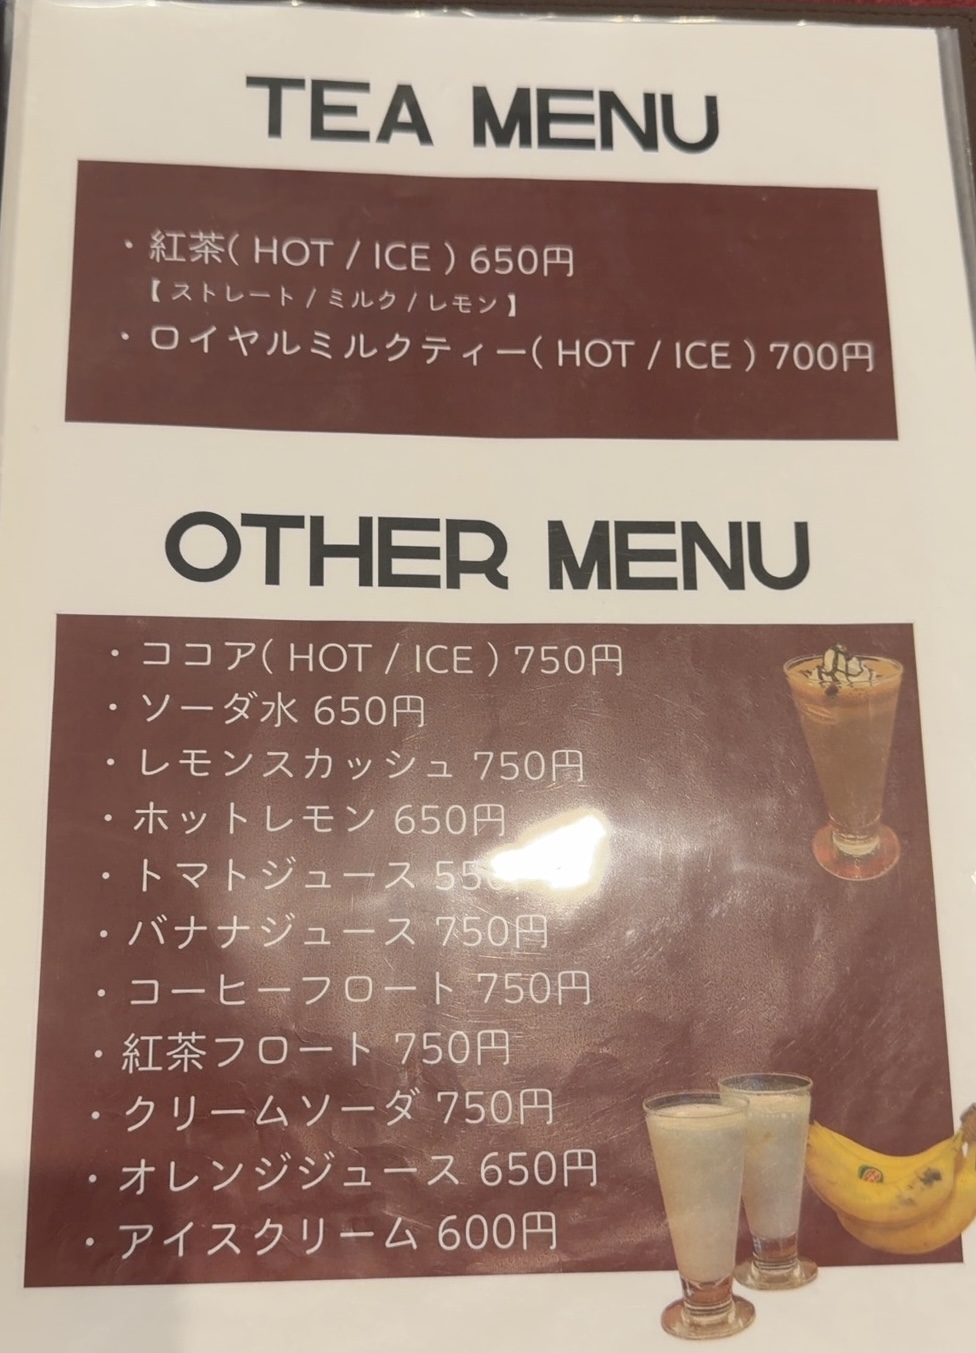 TEA MENU
・紅茶( HOT / ICE ) 650円
【 ストレート / ミルク / レモン 】
・ロイヤルミルクティー( HOT / ICE ) 700円
OTHER MENU
・ココア( HOT / ICE ) 750円
・ソーダ水 650円
・レモンスカッシュ 750円
・ホットレモン 650円
・トマトジュース
・バナナジュース 750円
・コーヒーフロート 750円
・紅茶フロート 750円
・クリームソーダ 750円
・オレンジジュース 650円
・アイスクリーム 600円